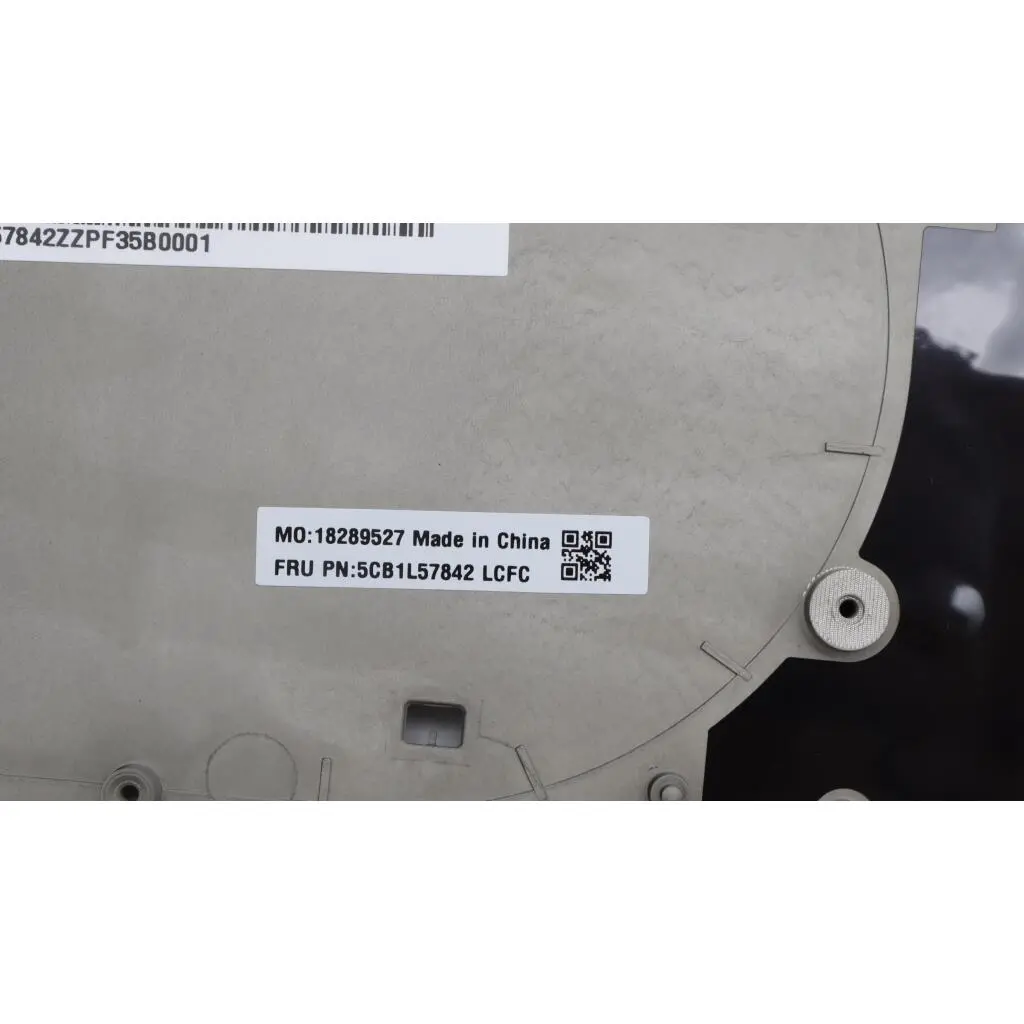 57842ZZPF35B0001
MO:18289527 Made in China
FRU PN:5CB1L57842 LCFC